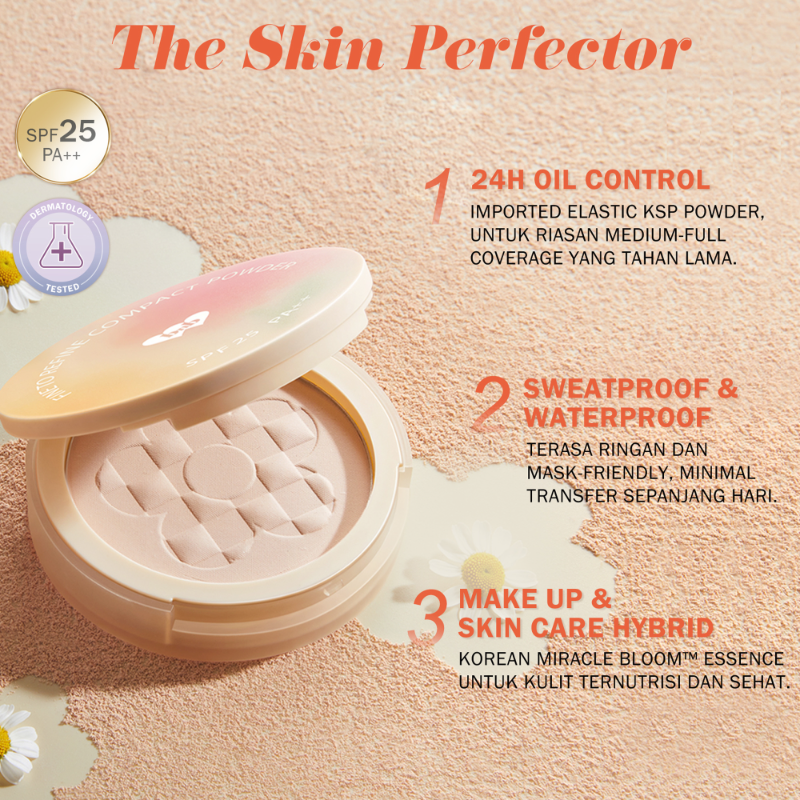 The Skin Perfector
SPF25
PA++
DERMATOLOGY
TESTED
REFINE COMPACT POWDER
SPF 25 PA++
1
24H OIL CONTROL
IMPORTED ELASTIC KSP POWDER,
UNTUK RIASAN MEDIUM-FULL
COVERAGE YANG TAHAN LAMA.
2
SWEATPROOF &
WATERPROOF
TERASA RINGAN DAN
MASK-FRIENDLY, MINIMAL
TRANSFER SEPANJANG HARI.
3
MAKE UP &
SKIN CARE HYBRID
KOREAN MIRACLE BLOOM™ ESSENCE
UNTUK KULIT TERNUTRISI DAN SEHAT.